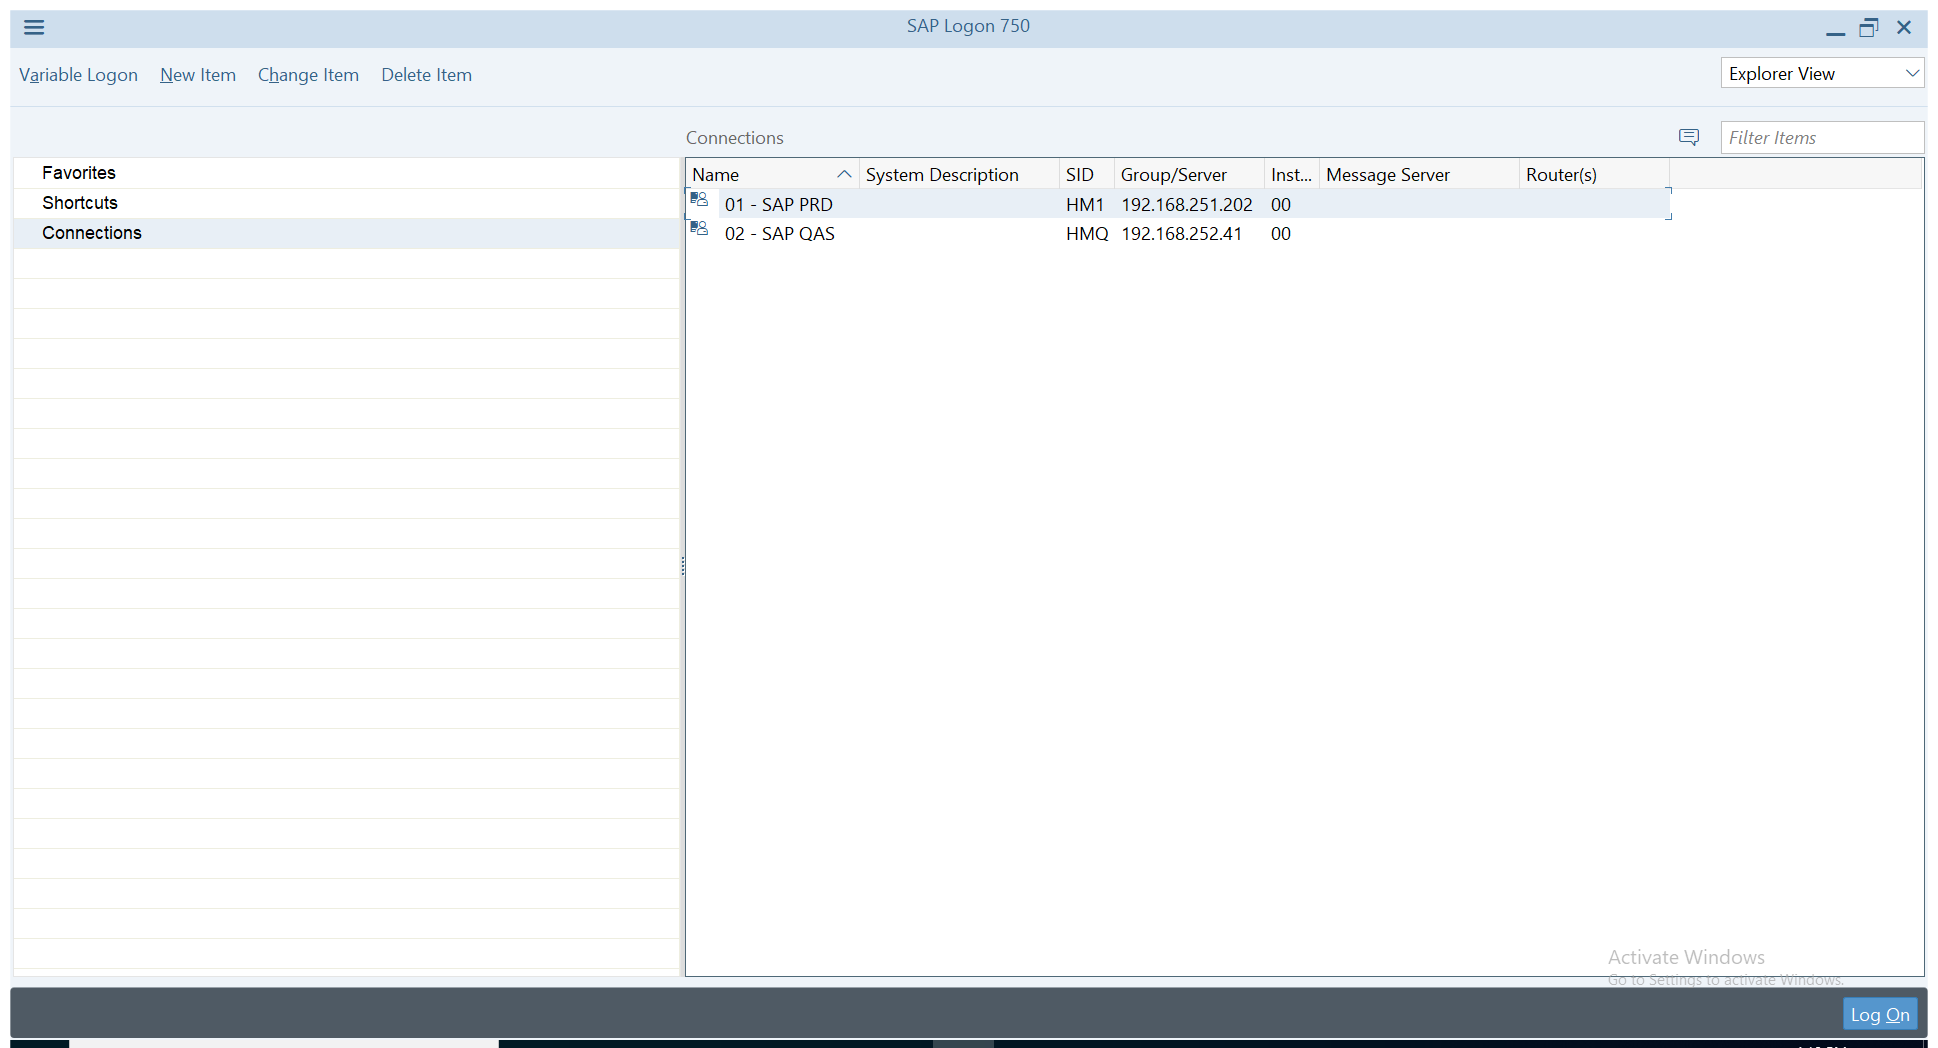 SAP Logon 750
Variable Logon New Item Change Item Delete Item Explorer View
Connections Filter Items
Favorites
Shortcuts
Connections
Name System Description SID Group/Server Inst... Message Server Router(s)
01 - SAP PRD HM1 192.168.251.202 00
02 - SAP QAS HMQ 192.168.252.41 00
Activate Windows
Go to Settings to activate Windows.
Log On